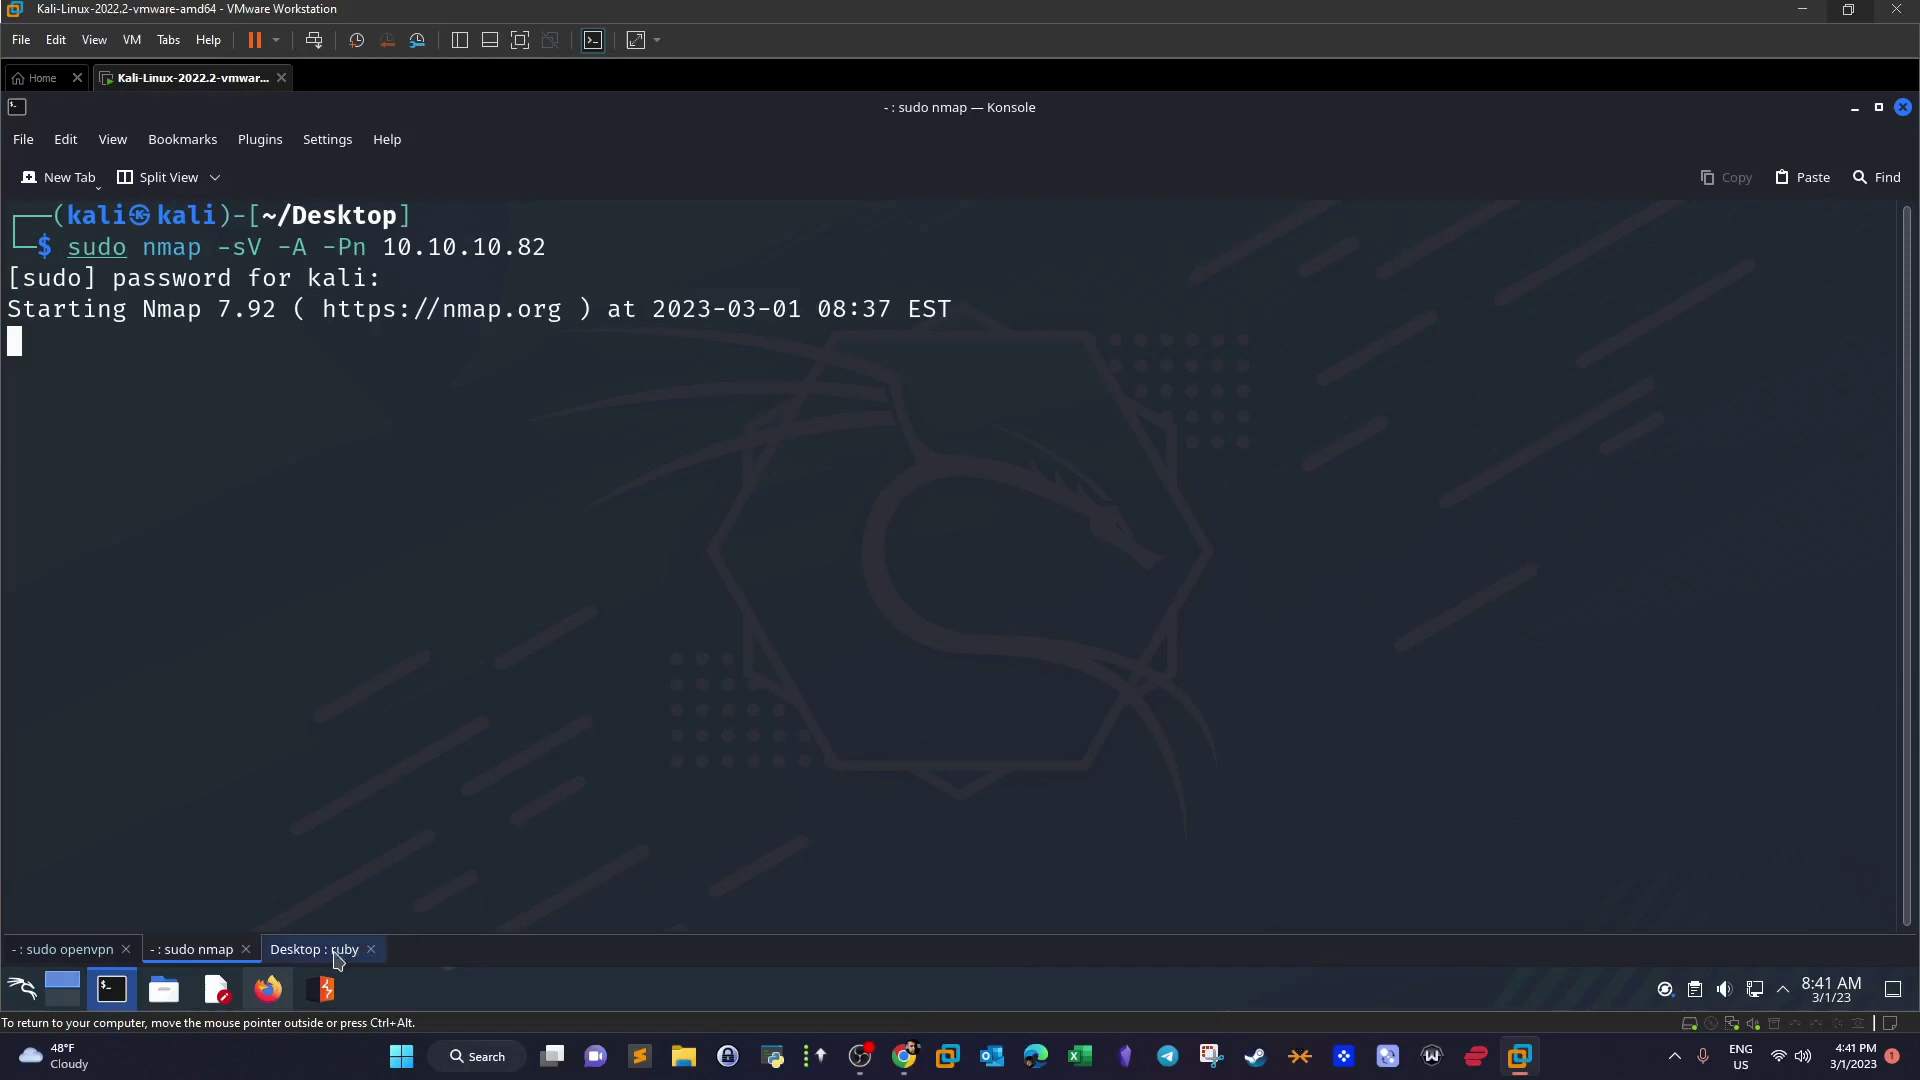 Kali-Linux-2022.2-vmware-amd64 - VMware Workstation
File Edit View VM Tabs Help
Home Kali-Linux-2022.2-vmwar...
- : sudo nmap — Konsole
File Edit View Bookmarks Plugins Settings Help
New Tab Split View Copy Paste Find
(kali㉿kali)-[~/Desktop]
$ sudo nmap -sV -A -Pn 10.10.10.82
[sudo] password for kali:
Starting Nmap 7.92 ( https://nmap.org ) at 2023-03-01 08:37 EST
- : sudo openvpn - : sudo nmap Desktop : ruby
8:41 AM
3/1/23
To return to your computer, move the mouse pointer outside or press Ctrl+Alt.
48°F
Cloudy
Search
ENG
US
4:41 PM
3/1/2023
1